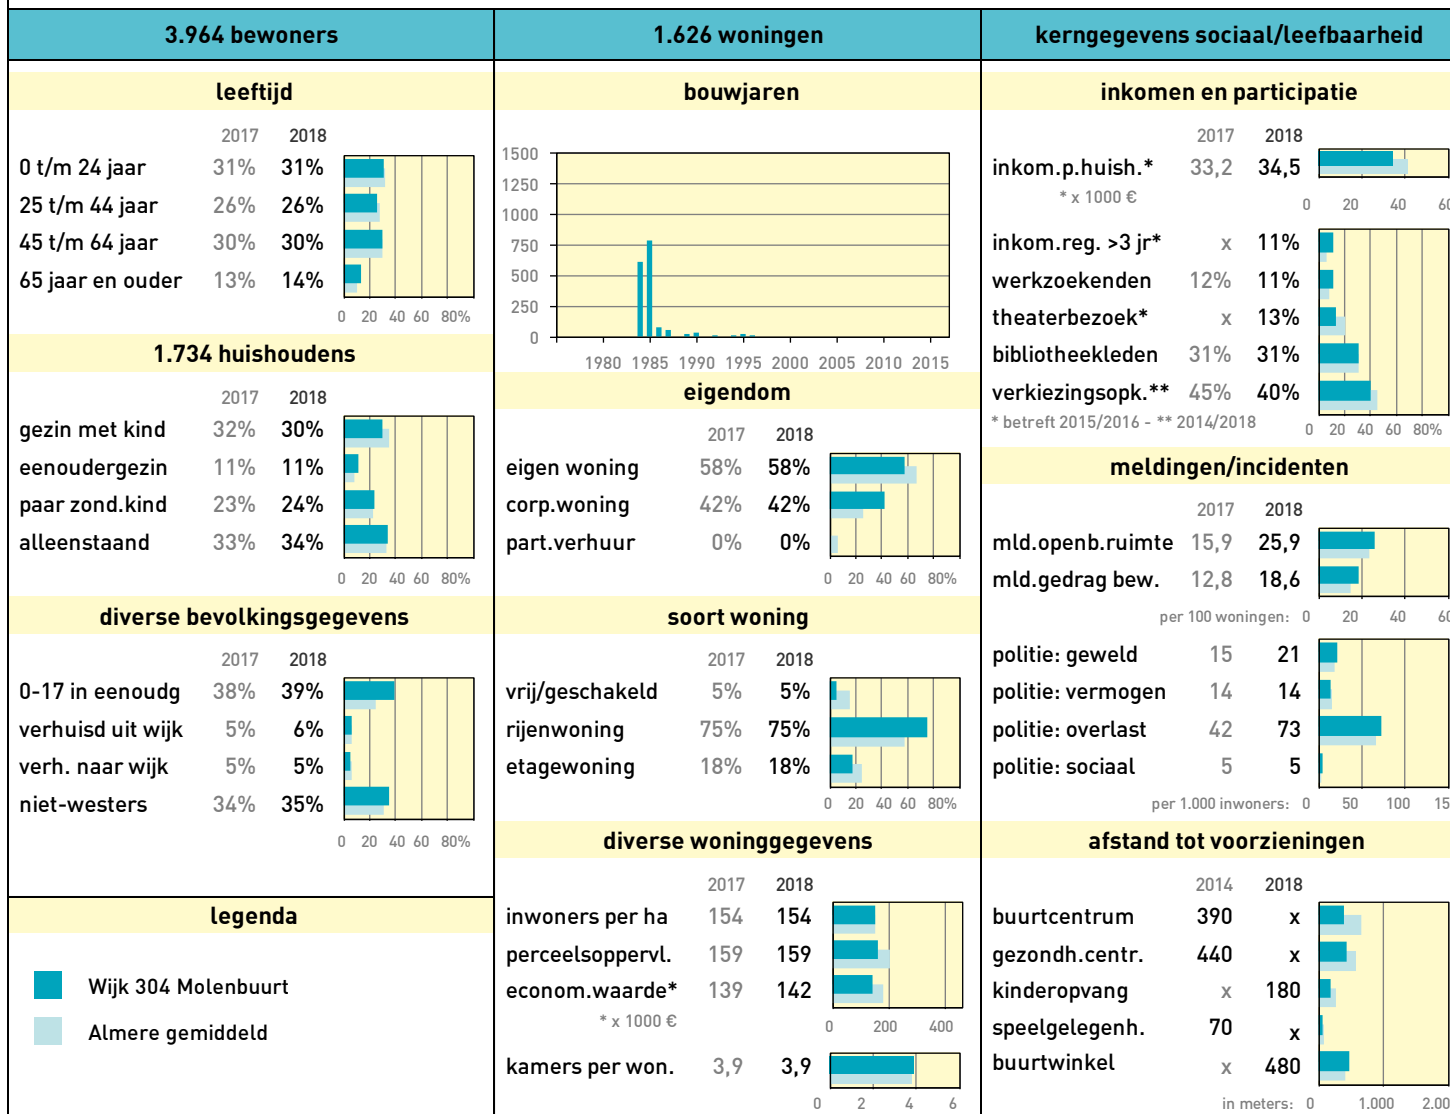 3.964 bewoners
leeftijd
2017 2018
0 t/m 24 jaar 31% 31%
25 t/m 44 jaar 26% 26%
45 t/m 64 jaar 30% 30%
65 jaar en ouder 13% 14%
0 20 40 60 80%
1.734 huishoudens
2017 2018
gezin met kind 32% 30%
eenoudergezin 11% 11%
paar zond.kind 23% 24%
alleenstaand 33% 34%
0 20 40 60 80%
diverse bevolkingsgegevens
2017 2018
0-17 in eenoudg 38% 39%
verhuisd uit wijk 5% 6%
verh. naar wijk 5% 5%
niet-westers 34% 35%
0 20 40 60 80%
legenda
Wijk 304 Molenbuurt
Almere gemiddeld
1.626 woningen
bouwjaren
1500
1250
1000
750
500
250
0
1980 1985 1990 1995 2000 2005 2010 2015
eigendom
2017 2018
eigen woning 58% 58%
corp.woning 42% 42%
part.verhuur 0% 0%
0 20 40 60 80%
soort woning
2017 2018
vrij/geschakeld 5% 5%
rijenwoning 75% 75%
etagewoning 18% 18%
0 20 40 60 80%
diverse woninggegevens
2017 2018
inwoners per ha 154 154
perceelsoppervl. 159 159
econom.waarde* 139 142
* x 1000 €
0 200 400
kamers per won. 3,9 3,9
0 2 4 6
kerngegevens sociaal/leefbaarheid
inkomen en participatie
2017 2018
inkom.p.huish.* 33,2 34,5
* x 1000 €
0 20 40 60
inkom.reg. >3 jr* x 11%
werkzoekenden 12% 11%
theaterbezoek* x 13%
bibliotheekleden 31% 31%
verkiezingsopk.** 45% 40%
* betreft 2015/2016 - ** 2014/2018
0 20 40 60 80%
meldingen/incidenten
2017 2018
mld.openb.ruimte 15,9 25,9
mld.gedrag bew. 12,8 18,6
per 100 woningen: 0 20 40 60
politie: geweld 15 21
politie: vermogen 14 14
politie: overlast 42 73
politie: sociaal 5 5
per 1.000 inwoners: 0 50 100 15
afstand tot voorzieningen
2014 2018
buurtcentrum 390 x
gezondh.centr. 440 x
kinderopvang x 180
speelgelegenh. 70 x
buurtwinkel x 480
in meters: 0 1.000 2.00